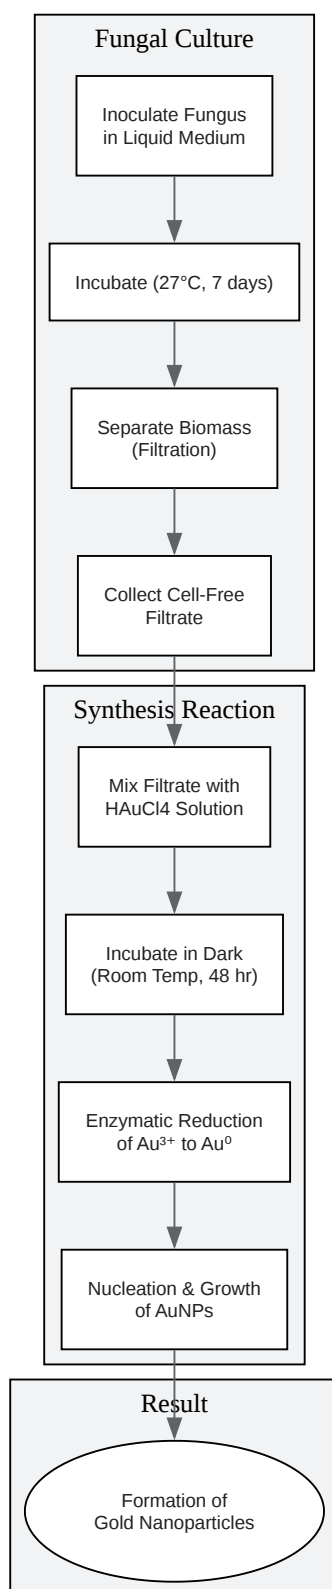 Fungal Culture
Inoculate Fungus
in Liquid Medium
Incubate (27°C, 7 days)
Separate Biomass
(Filtration)
Collect Cell-Free
Filtrate
Synthesis Reaction
Mix Filtrate with
HAuCl4 Solution
Incubate in Dark
(Room Temp, 48 hr)
Enzymatic Reduction
of Au³⁺ to Au⁰
Nucleation & Growth
of AuNPs
Result
Formation of
Gold Nanoparticles